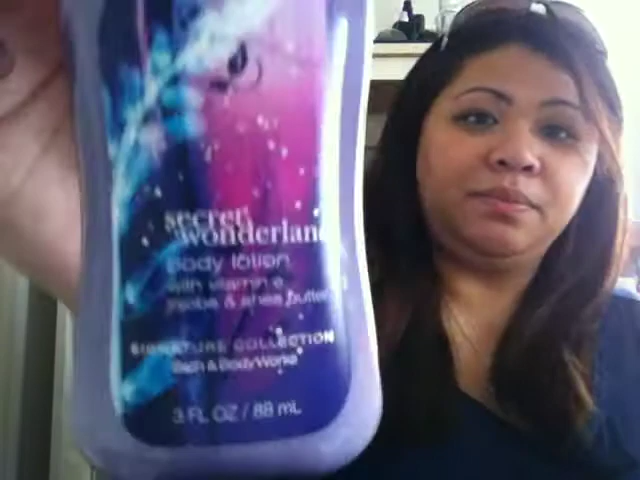 secret
wonderland
body lotion
with vitamin e,
jojoba & shea butter
SIGNATURE COLLECTION
Bath & Body Works
3 FL OZ / 88 mL